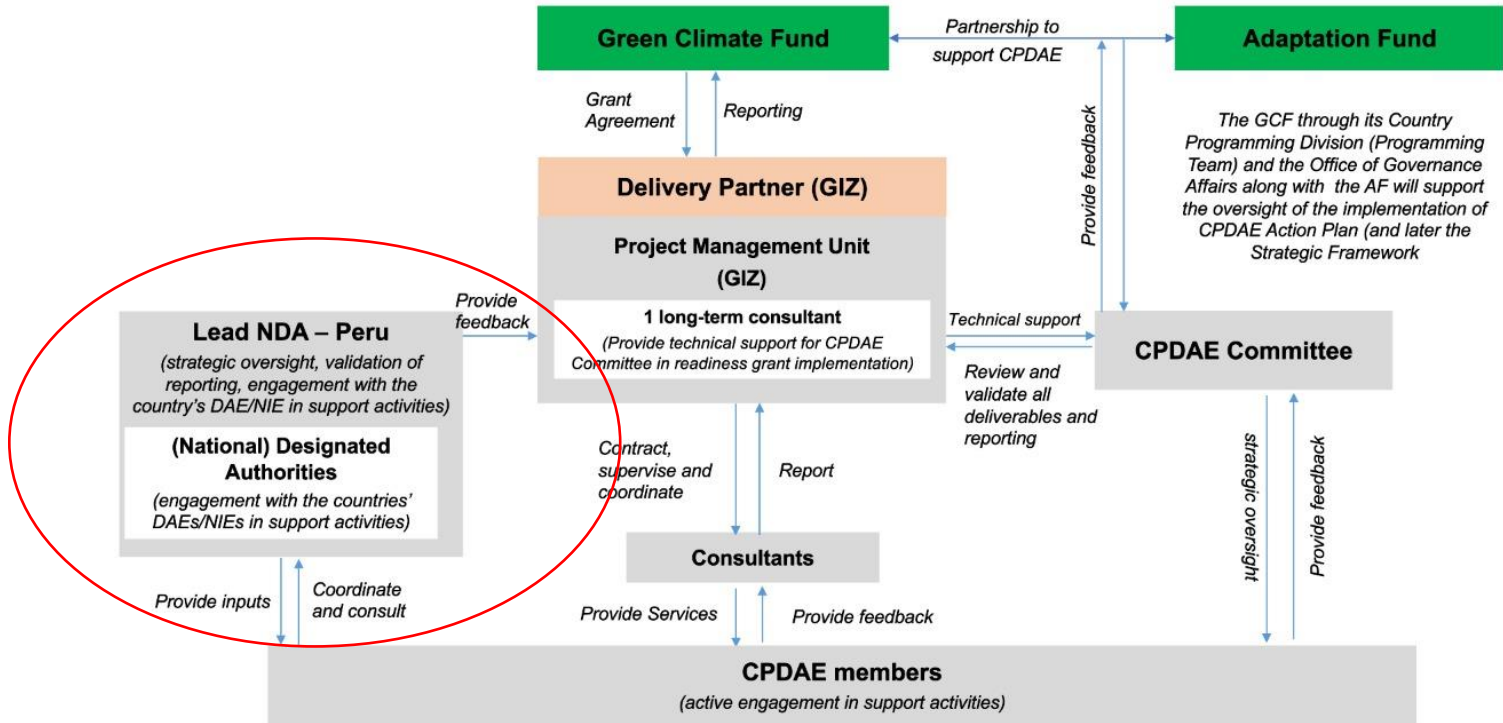 Green Climate Fund
Partnership to
support CPDAE
Adaptation Fund
Grant
Agreement
Reporting
Provide feedback
The GCF through its Country
Programming Division (Programming
Team) and the Office of Governance
Affairs along with the AF will support
the oversight of the implementation of
CPDAE Action Plan (and later the
Strategic Framework
Delivery Partner (GIZ)
Project Management Unit
(GIZ)
1 long-term consultant
(Provide technical support for CPDAE
Committee in readiness grant implementation)
Provide
feedback
Lead NDA – Peru
(strategic oversight, validation of
reporting, engagement with the
country's DAE/NIE in support activities)
(National) Designated
Authorities
(engagement with the countries'
DAEs/NIEs in support activities)
Technical support
CPDAE Committee
Review and
validate all
deliverables and
reporting
Contract,
supervise and
coordinate
Report
strategic oversight
Provide feedback
Consultants
Provide inputs
Coordinate
and consult
Provide Services
Provide feedback
CPDAE members
(active engagement in support activities)